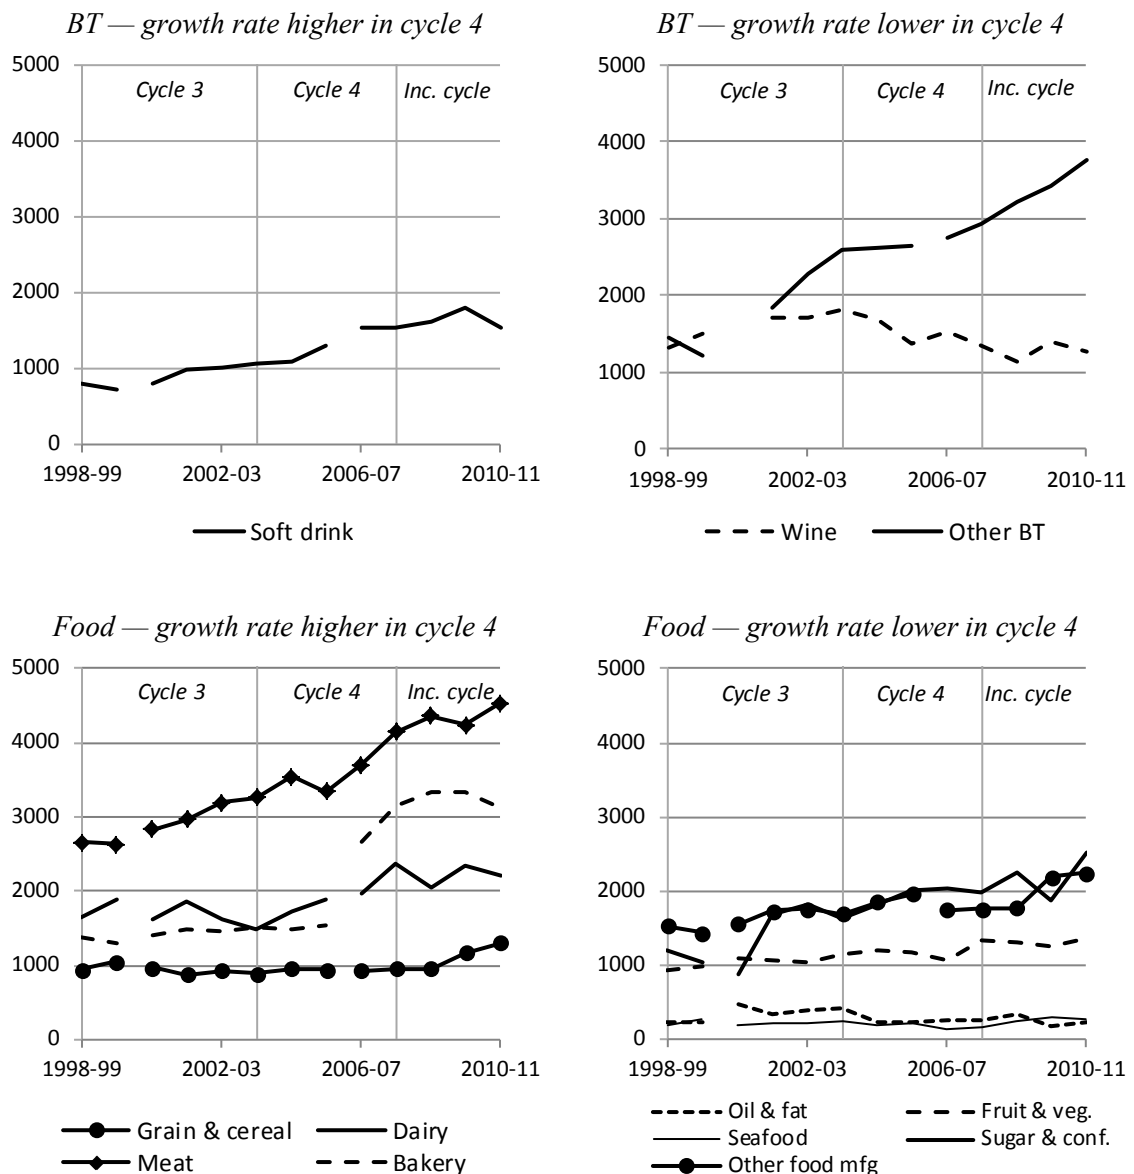 BT — growth rate higher in cycle 4
5000
4000
3000
2000
1000
0
Cycle 3 Cycle 4 Inc. cycle
1998-99 2002-03 2006-07 2010-11
Soft drink
BT — growth rate lower in cycle 4
5000
4000
3000
2000
1000
0
Cycle 3 Cycle 4 Inc. cycle
1998-99 2002-03 2006-07 2010-11
Wine Other BT
Food — growth rate higher in cycle 4
5000
4000
3000
2000
1000
0
Cycle 3 Cycle 4 Inc. cycle
1998-99 2002-03 2006-07 2010-11
Grain & cereal Dairy
Meat Bakery
Food — growth rate lower in cycle 4
5000
4000
3000
2000
1000
0
Cycle 3 Cycle 4 Inc. cycle
1998-99 2002-03 2006-07 2010-11
Oil & fat Fruit & veg.
Seafood Sugar & conf.
Other food mfg